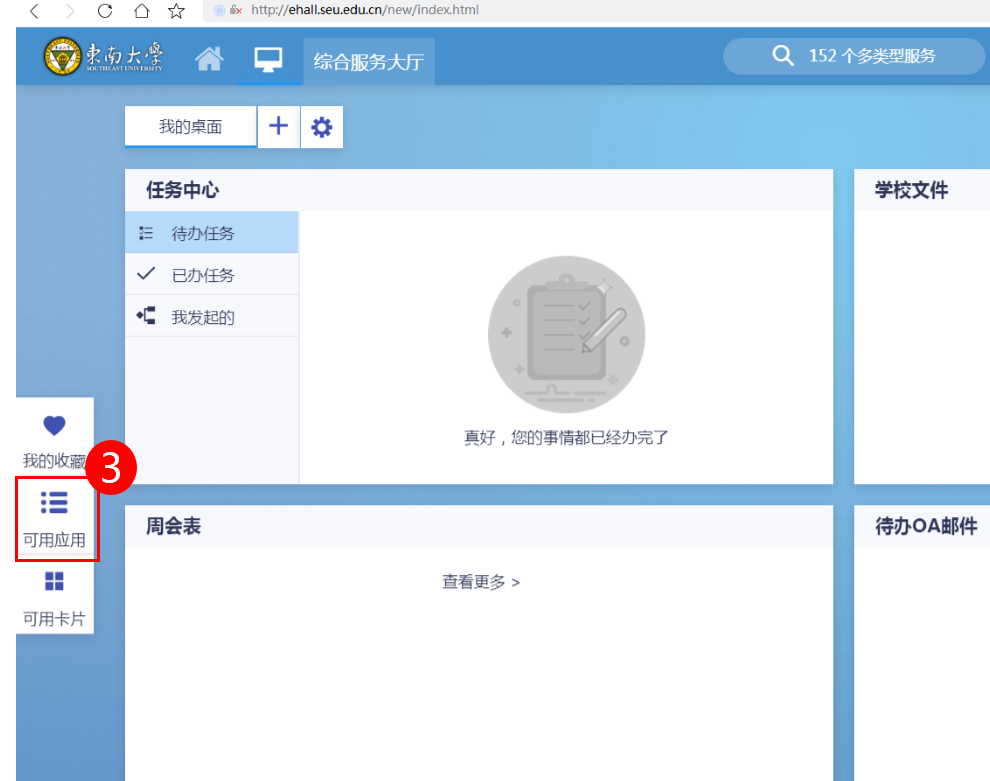 http://ehall.seu.edu.cn/new/index.html
東南大學
SOUTHEAST UNIVERSITY
综合服务大厅
152 个多类型服务
我的桌面
任务中心
学校文件
待办任务
已办任务
我发起的
真好，您的事情都已经办完了
我的收藏
3
可用应用
可用卡片
周会表
待办OA邮件
查看更多 >